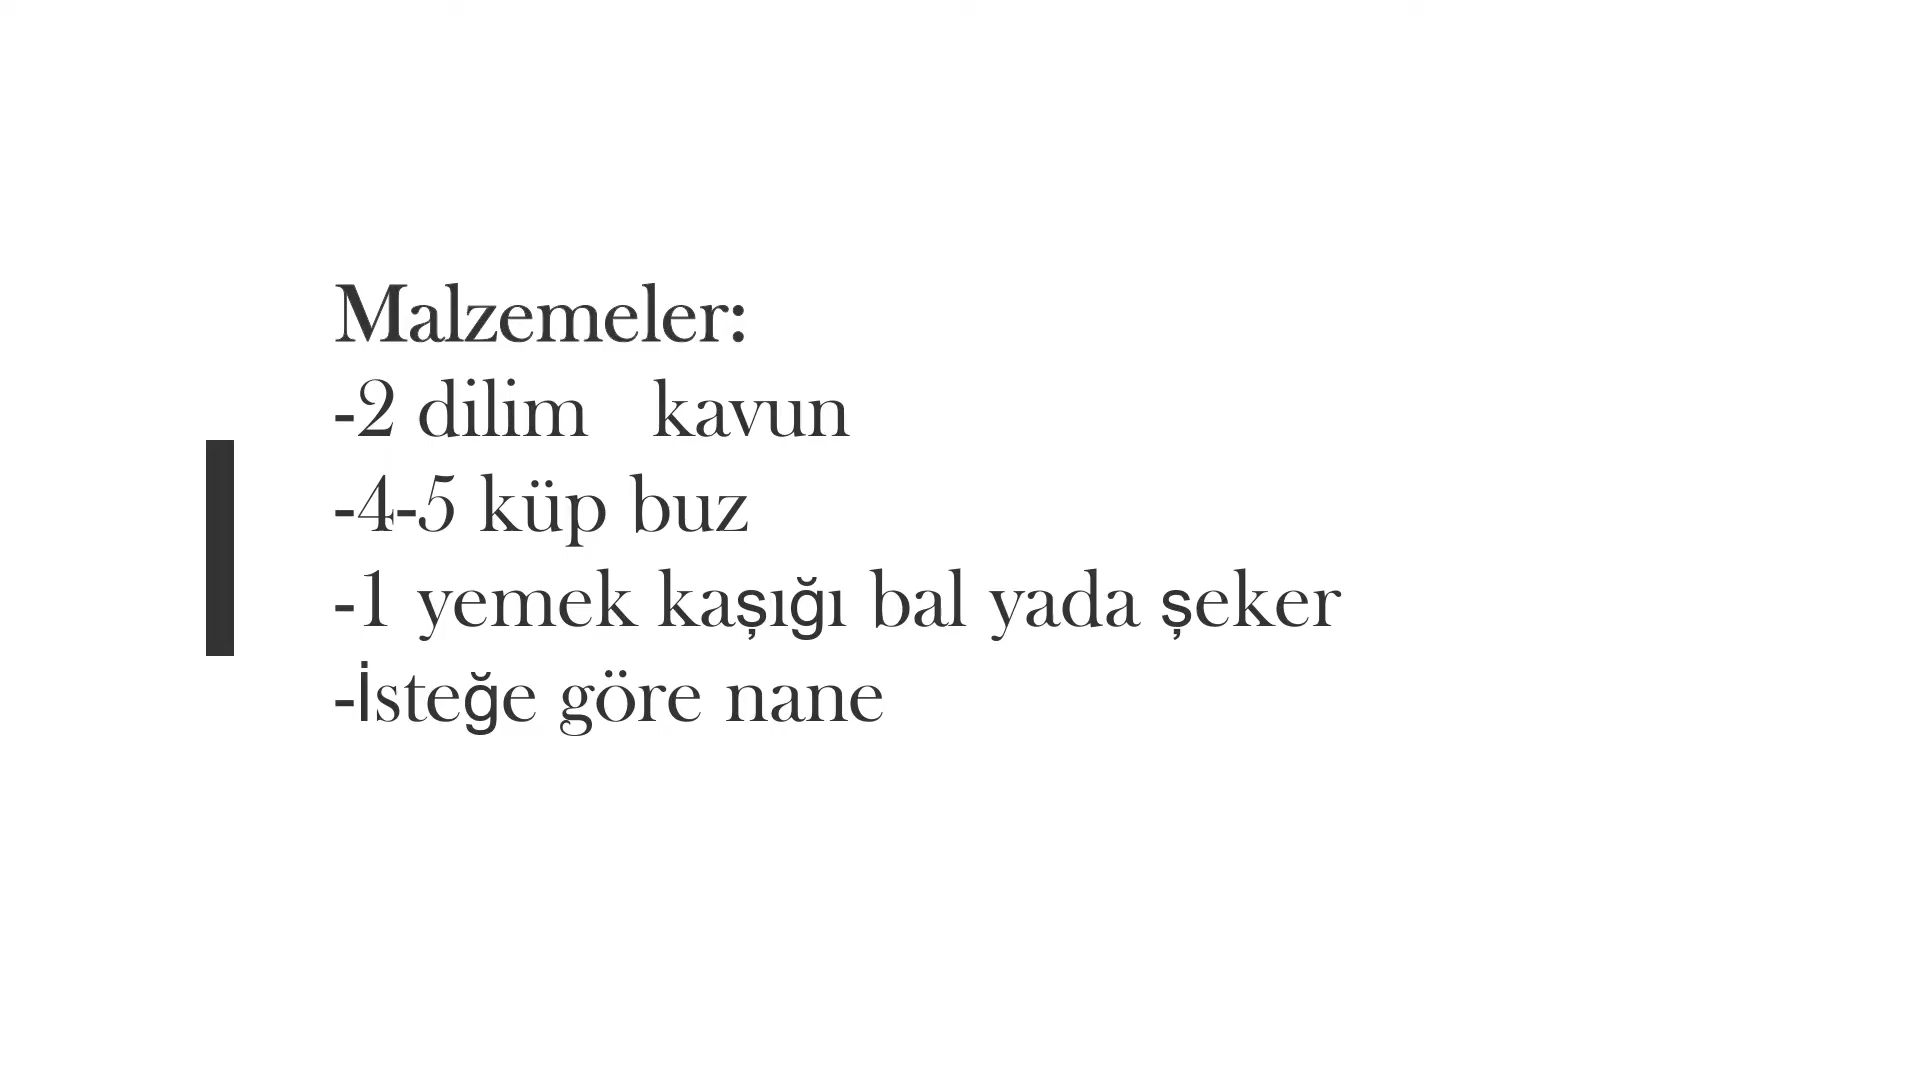 Malzemeler:
-2 dilim   kavun
-4-5 küp buz
-1 yemek kaşığı bal yada şeker
-İsteğe göre nane